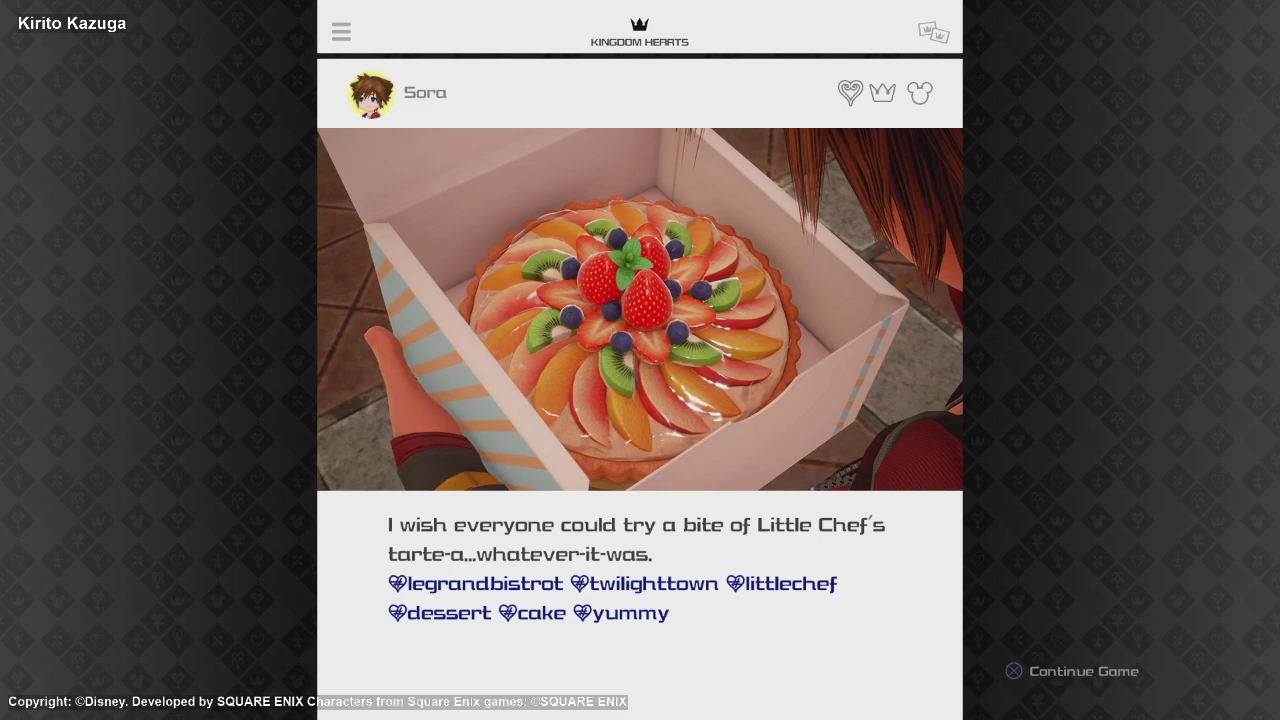 Kirito Kazuga
KINGDOM HEARTS
Sora
I wish everyone could try a bite of Little Chef's
tarte-a...whatever-it-was.
#legrandbistrot #twilighttown #littlechef
#dessert #cake #yummy
Continue Game
Copyright: ©Disney. Developed by SQUARE ENIX Characters from Square Enix games: ©SQUARE ENIX